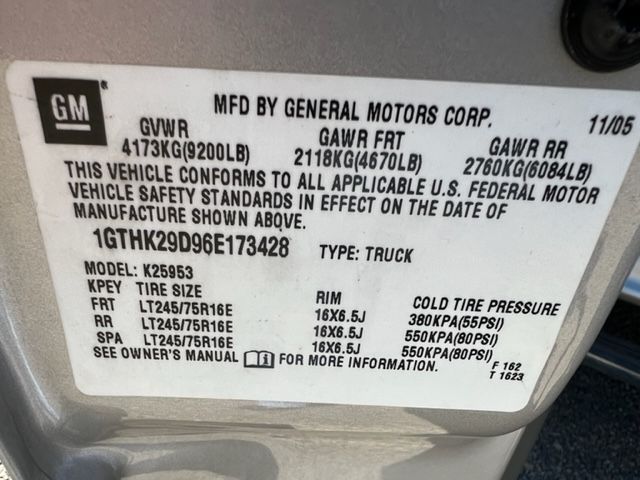 GM
MFD BY GENERAL MOTORS CORP. 11/05
GVWR GAWR FRT GAWR RR
4173KG(9200LB) 2118KG(4670LB) 2760KG(6084LB)
THIS VEHICLE CONFORMS TO ALL APPLICABLE U.S. FEDERAL MOTOR
VEHICLE SAFETY STANDARDS IN EFFECT ON THE DATE OF
MANUFACTURE SHOWN ABOVE.
1GTHK29D96E173428 TYPE: TRUCK
MODEL: K25953
KPEY TIRE SIZE RIM COLD TIRE PRESSURE
FRT LT245/75R16E 16X6.5J 380KPA(55PSI)
RR LT245/75R16E 16X6.5J 550KPA(80PSI)
SPA LT245/75R16E 16X6.5J 550KPA(80PSI)
SEE OWNER'S MANUAL FOR MORE INFORMATION. F 162
T 1623